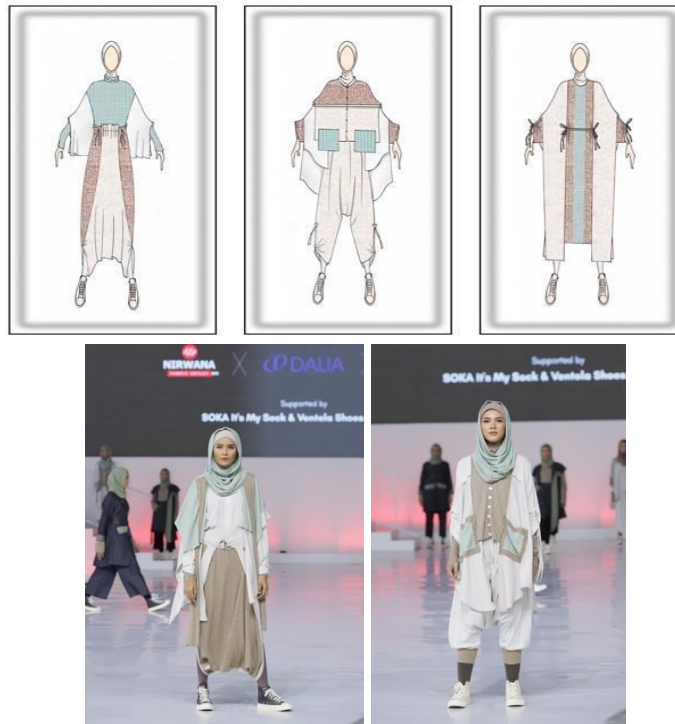 NIRWANA
X DALIA
Supported by
SOKA It's My Sock & Ventela Shoes
Supported by
SOKA It's My Sock & Ventela Shoes